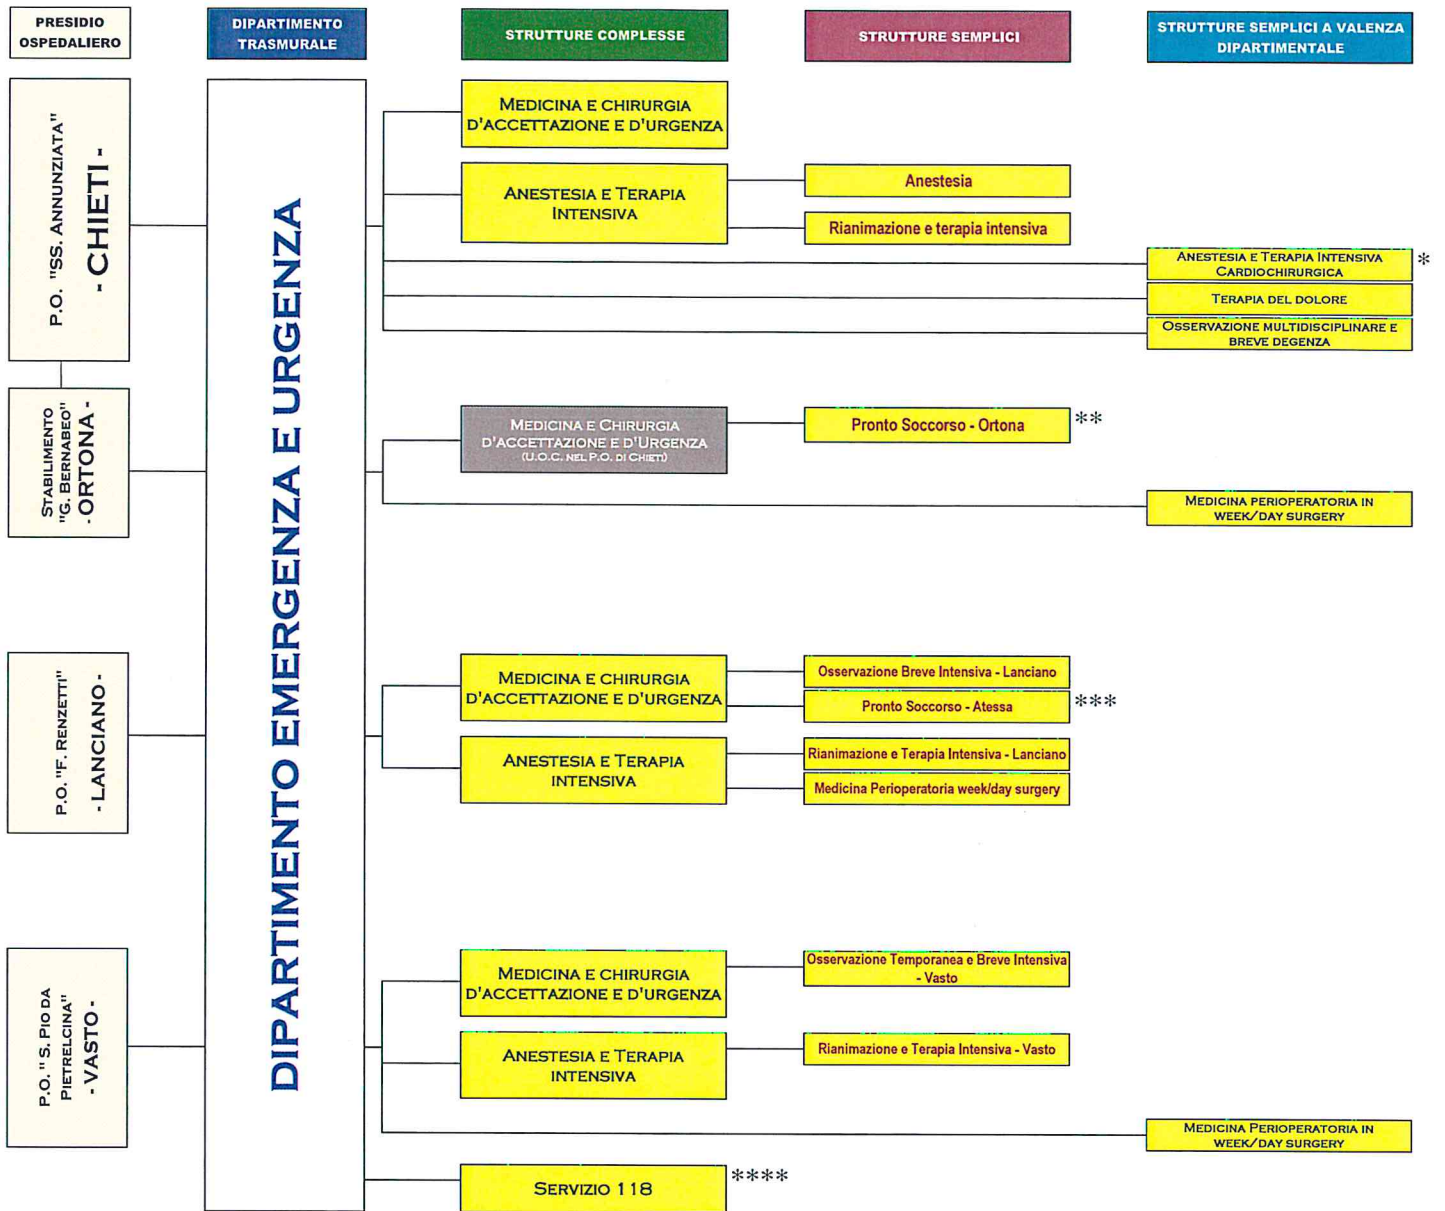 PRESIDIO
OSPEDALIERO
DIPARTIMENTO
TRASMURALE
STRUTTURE COMPLESSE
STRUTTURE SEMPLICI
STRUTTURE SEMPLICI A VALENZA
DIPARTIMENTALE
P.O. "SS. ANNUNZIATA"
- CHIETI -
STABILIMENTO
"G. BERNABEO"
- ORTONA -
P.O. "F. RENZETTI"
- LANCIANO -
P.O. " S. PIO DA
PIETRELCINA"
- VASTO -
DIPARTIMENTO EMERGENZA E URGENZA
MEDICINA E CHIRURGIA
D'ACCETTAZIONE E D'URGENZA
ANESTESIA E TERAPIA
INTENSIVA
Anestesia
Rianimazione e terapia intensiva
ANESTESIA E TERAPIA INTENSIVA
CARDIOCHIRURGICA
*
TERAPIA DEL DOLORE
OSSERVAZIONE MULTIDISCIPLINARE E
BREVE DEGENZA
MEDICINA E CHIRURGIA
D'ACCETTAZIONE E D'URGENZA
(U.O.C. NEL P.O. DI CHIETI)
Pronto Soccorso - Ortona
**
MEDICINA PERIOPERATORIA IN
WEEK/DAY SURGERY
MEDICINA E CHIRURGIA
D'ACCETTAZIONE E D'URGENZA
Osservazione Breve Intensiva - Lanciano
Pronto Soccorso - Atessa
***
ANESTESIA E TERAPIA
INTENSIVA
Rianimazione e Terapia Intensiva - Lanciano
Medicina Perioperatoria week/day surgery
MEDICINA E CHIRURGIA
D'ACCETTAZIONE E D'URGENZA
Osservazione Temporanea e Breve Intensiva
- Vasto
ANESTESIA E TERAPIA
INTENSIVA
Rianimazione e Terapia Intensiva - Vasto
MEDICINA PERIOPERATORIA IN
WEEK/DAY SURGERY
SERVIZIO 118
****